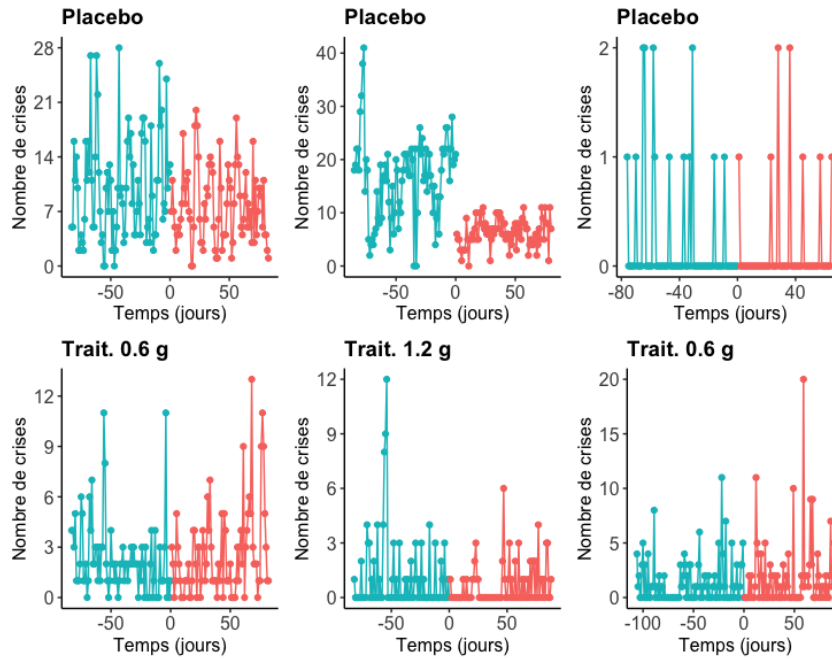 Placebo
Placebo
Placebo
Nombre de crises
28
21
14
7
0
-50
0
50
Temps (jours)
Nombre de crises
40
30
20
10
0
-50
0
50
Temps (jours)
Nombre de crises
2
1
0
-80
-40
0
40
Temps (jours)
Trait. 0.6 g
Trait. 1.2 g
Trait. 0.6 g
Nombre de crises
12
9
6
3
0
-50
0
50
Temps (jours)
Nombre de crises
12
9
6
3
0
-50
0
50
Temps (jours)
Nombre de crises
20
15
10
5
0
-100
-50
0
50
Temps (jours)